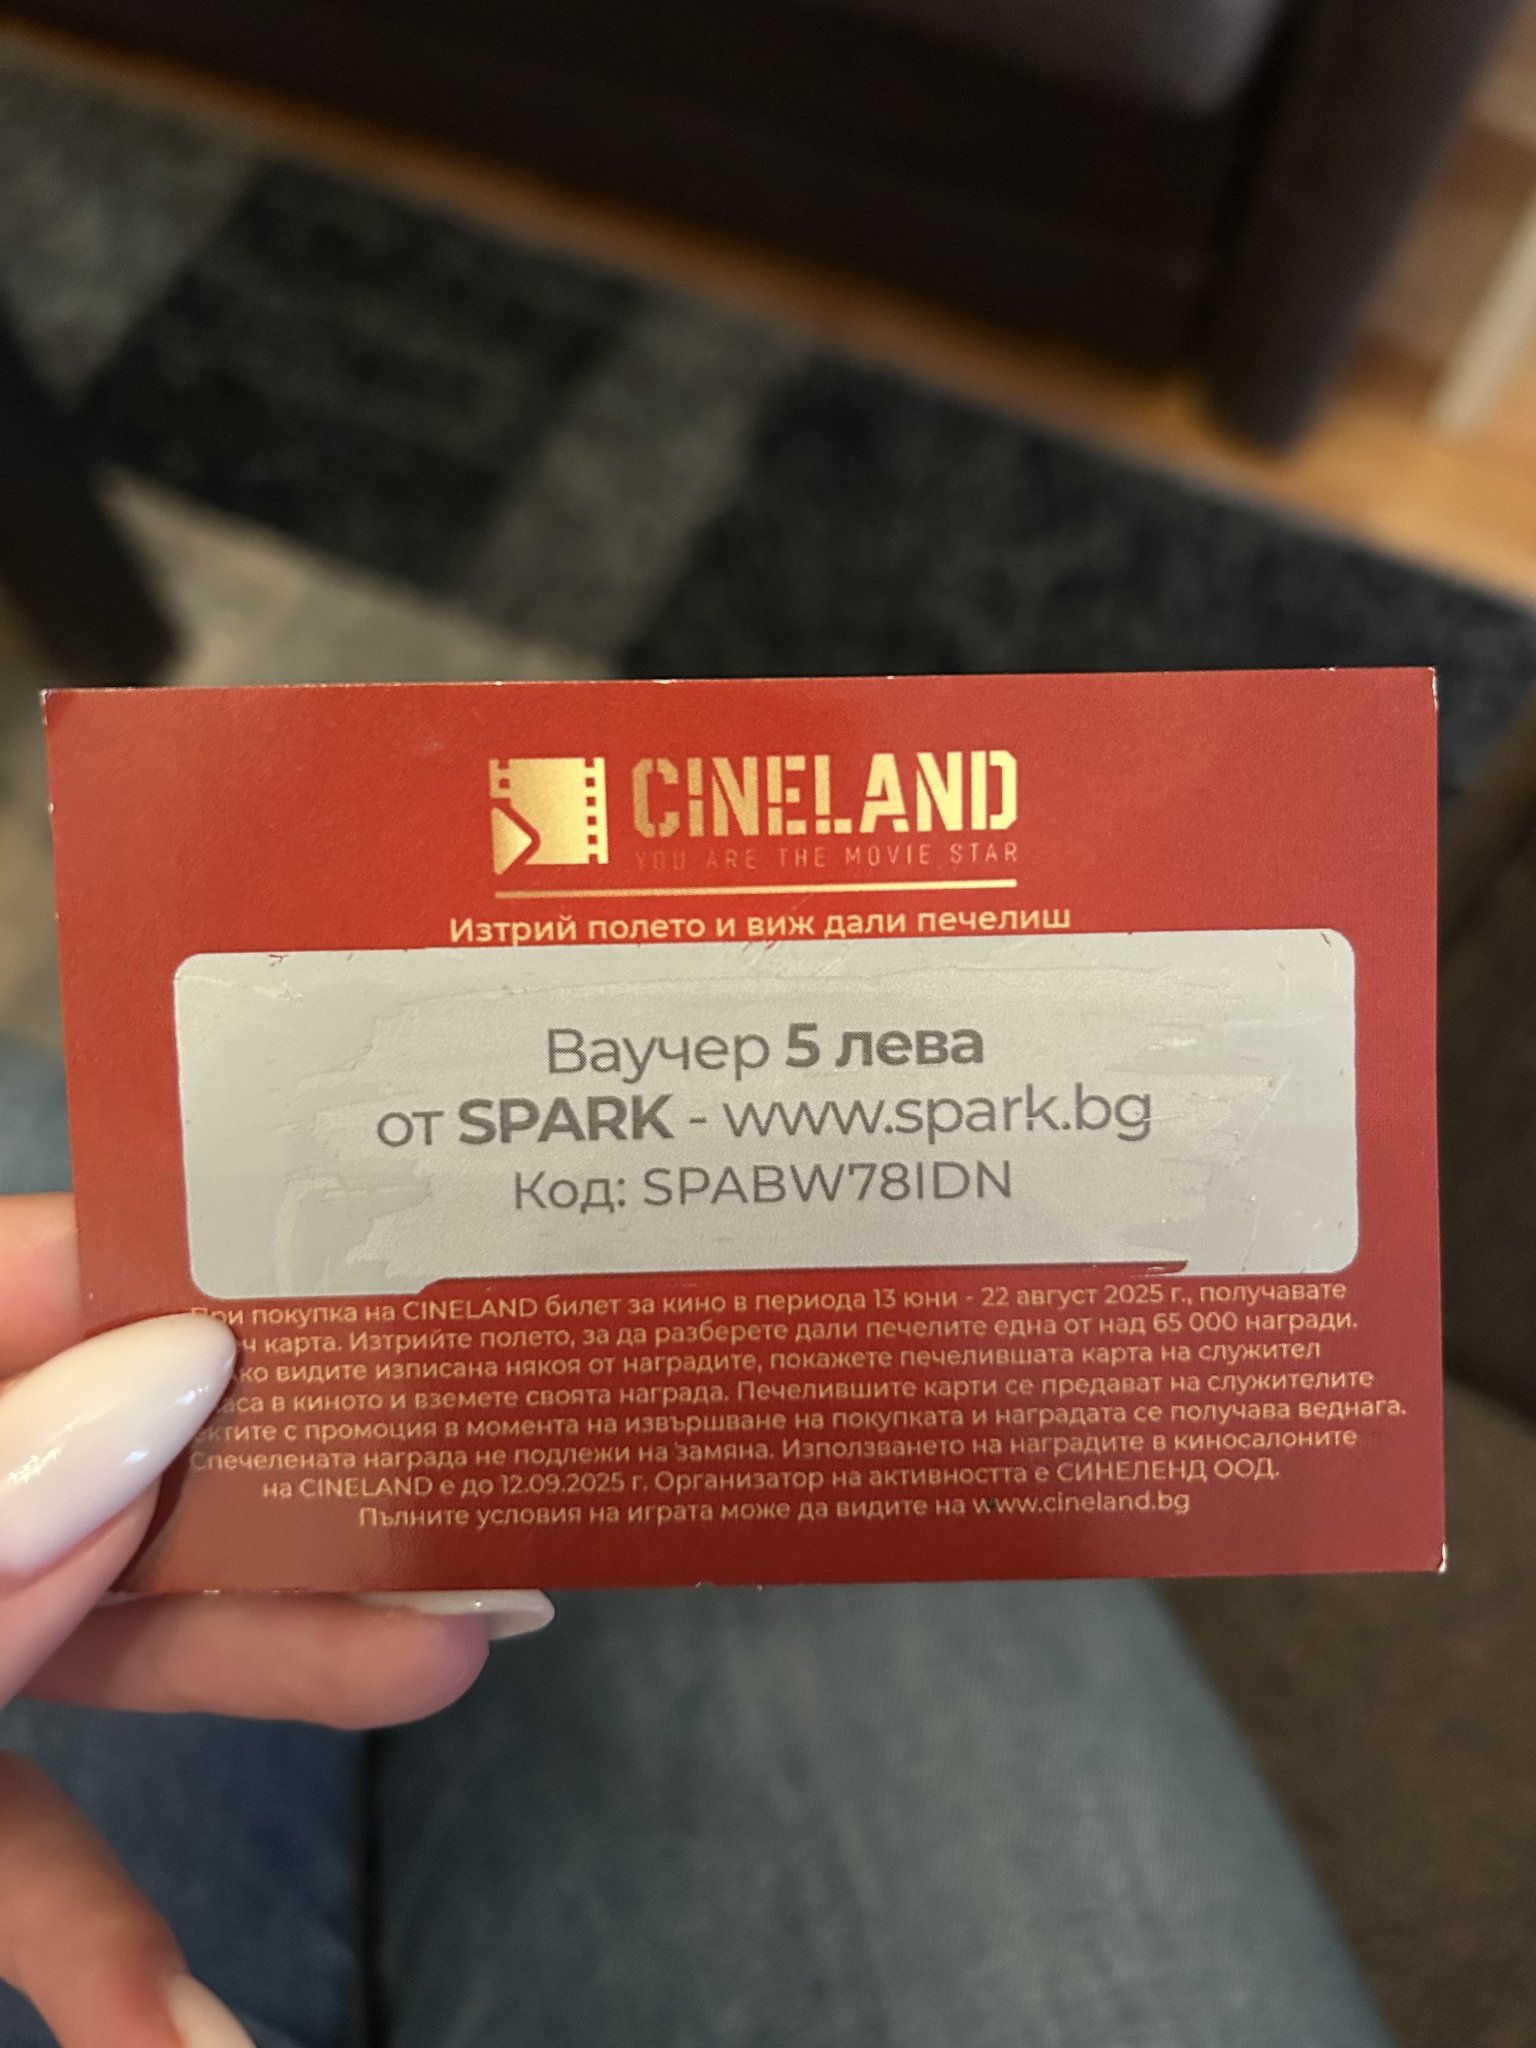 CINELAND
YOU ARE THE MOVIE STAR
Изтрий полето и виж дали печелиш
Ваучер 5 лева
от SPARK - www.spark.bg
Код: SPABW78IDN
При покупка на CINELAND билет за кино в периода 13 юни - 22 август 2025 г., получавате
карта. Изтрийте полето, за да разберете дали печелите една от над 65 000 награди.
видите изписана някоя от наградите, покажете печелившата карта на служител
в киното и вземете своята награда. Печелившите карти се предават на служителите
с промоция в момента на извършване на покупката и наградата се получава веднага.
Спечелената награда не подлежи на замяна. Използването на наградите в киносалоните
на CINELAND е до 12.09.2025 г. Организатор на активността е СИНЕЛЕНД ООД.
Пълните условия на играта може да видите на www.cineland.bg